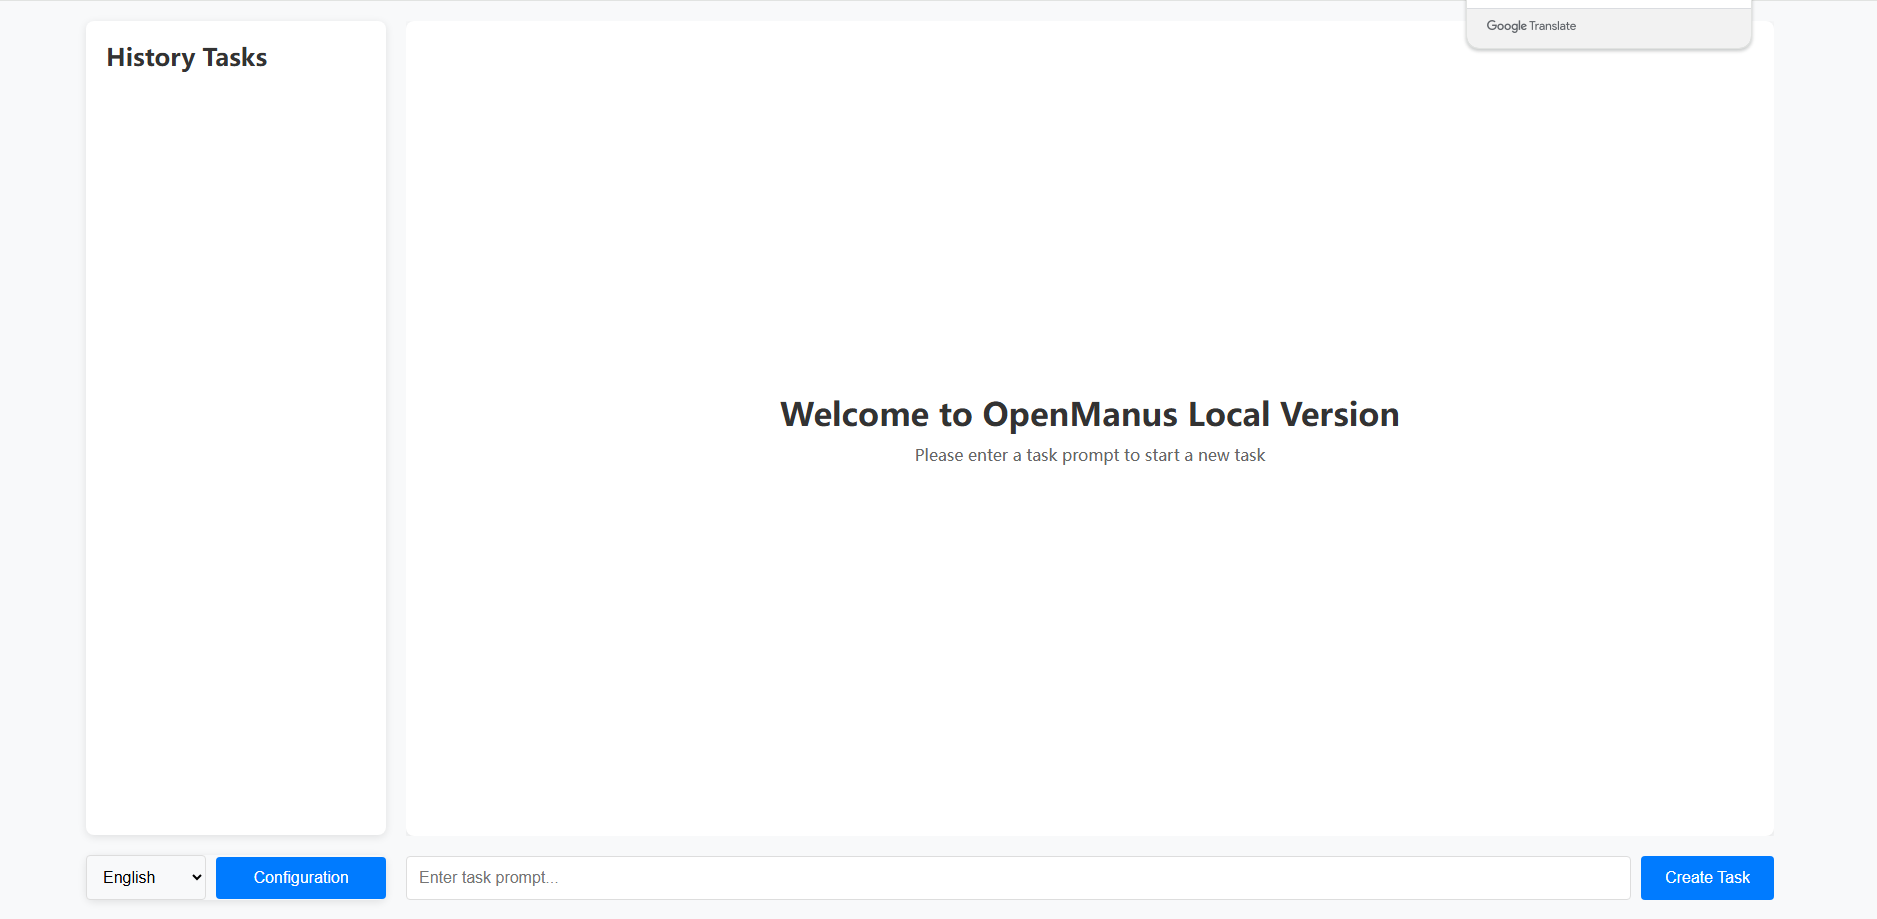 Google Translate
History Tasks
Welcome to OpenManus Local Version
Please enter a task prompt to start a new task
English
Configuration
Enter task prompt...
Create Task